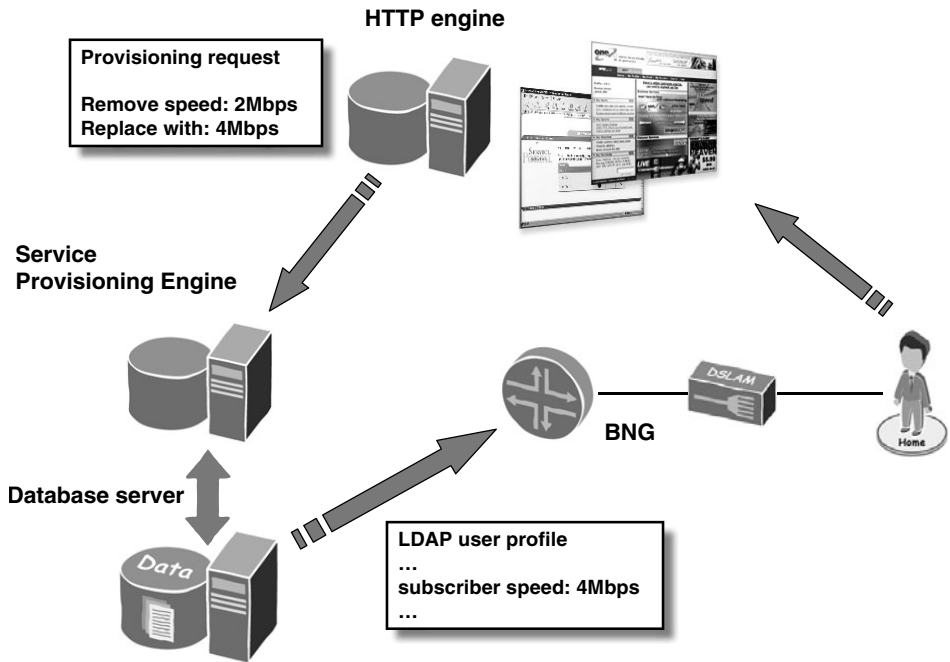 HTTP engine
Provisioning request
Remove speed: 2Mbps
Replace with: 4Mbps
Service
Provisioning Engine
DSLAM
BNG
Home
Database server
Data
LDAP user profile
...
subscriber speed: 4Mbps
...